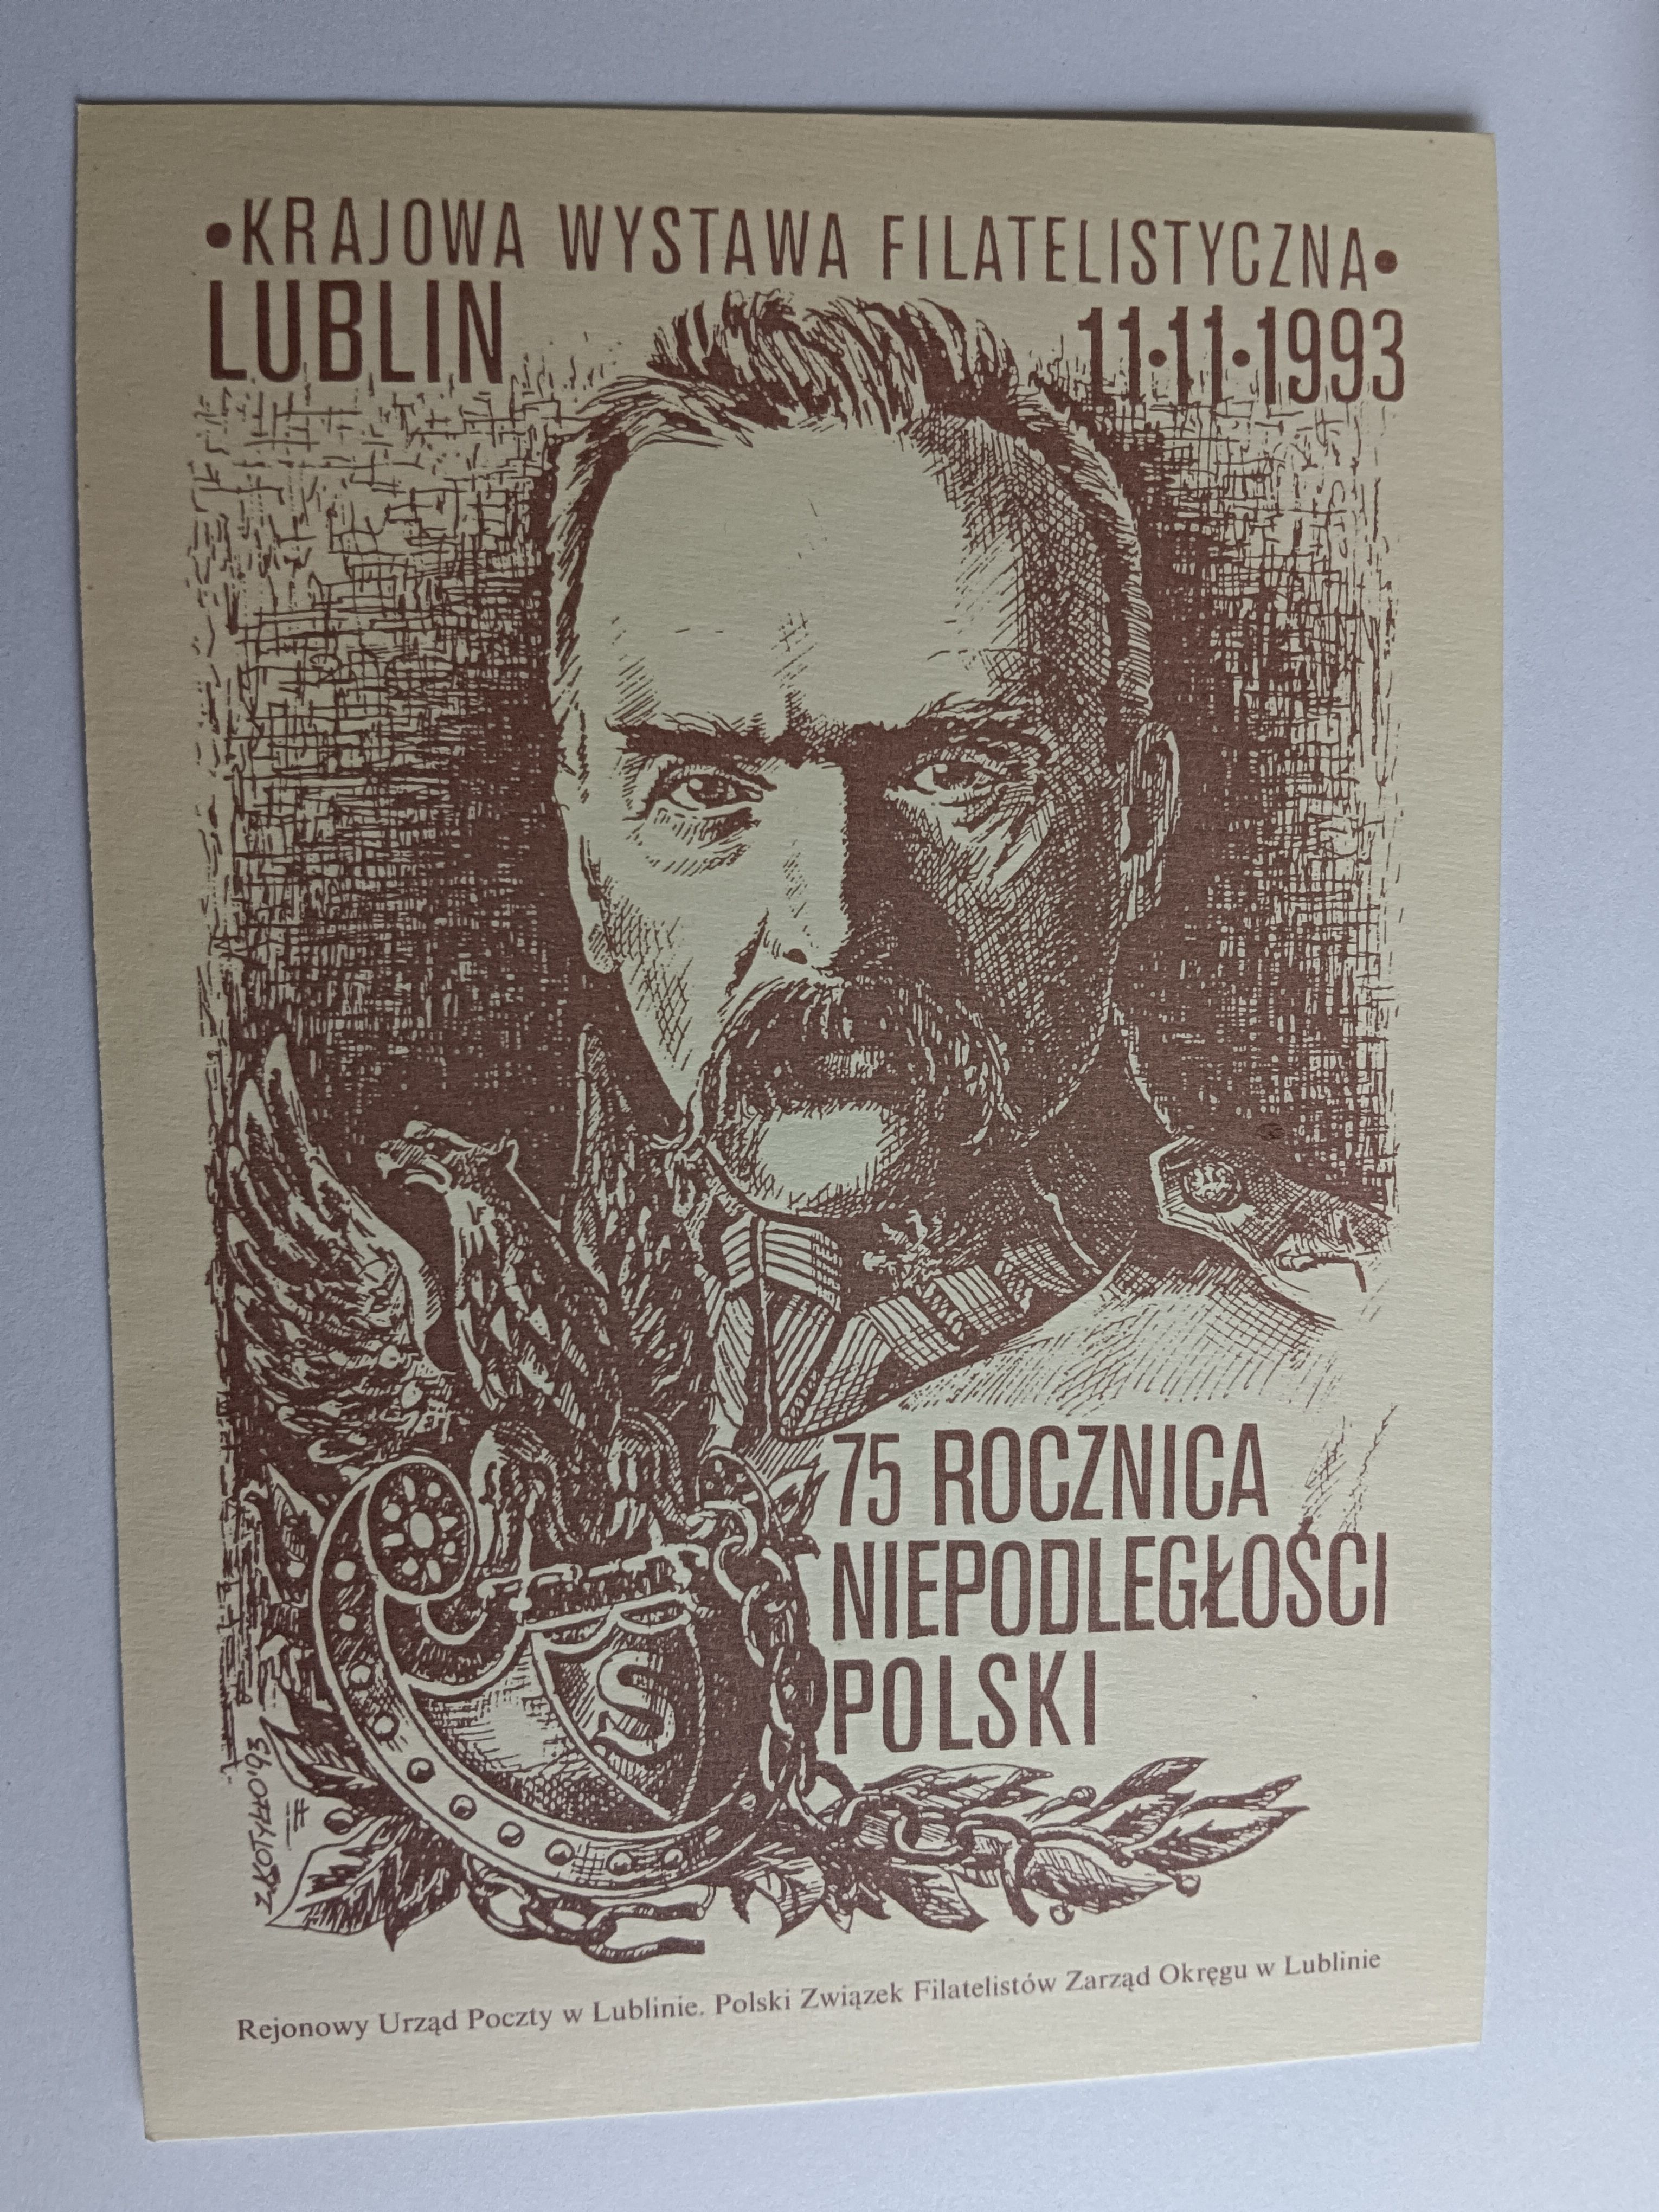 •KRAJOWA WYSTAWA FILATELISTYCZNA•
LUBLIN 11•11•1993
75 ROCZNICA
NIEPODLEGŁOŚCI
POLSKI
S
Z.KOTYŁŁO'93
Rejonowy Urząd Poczty w Lublinie. Polski Związek Filatelistów Zarząd Okręgu w Lublinie